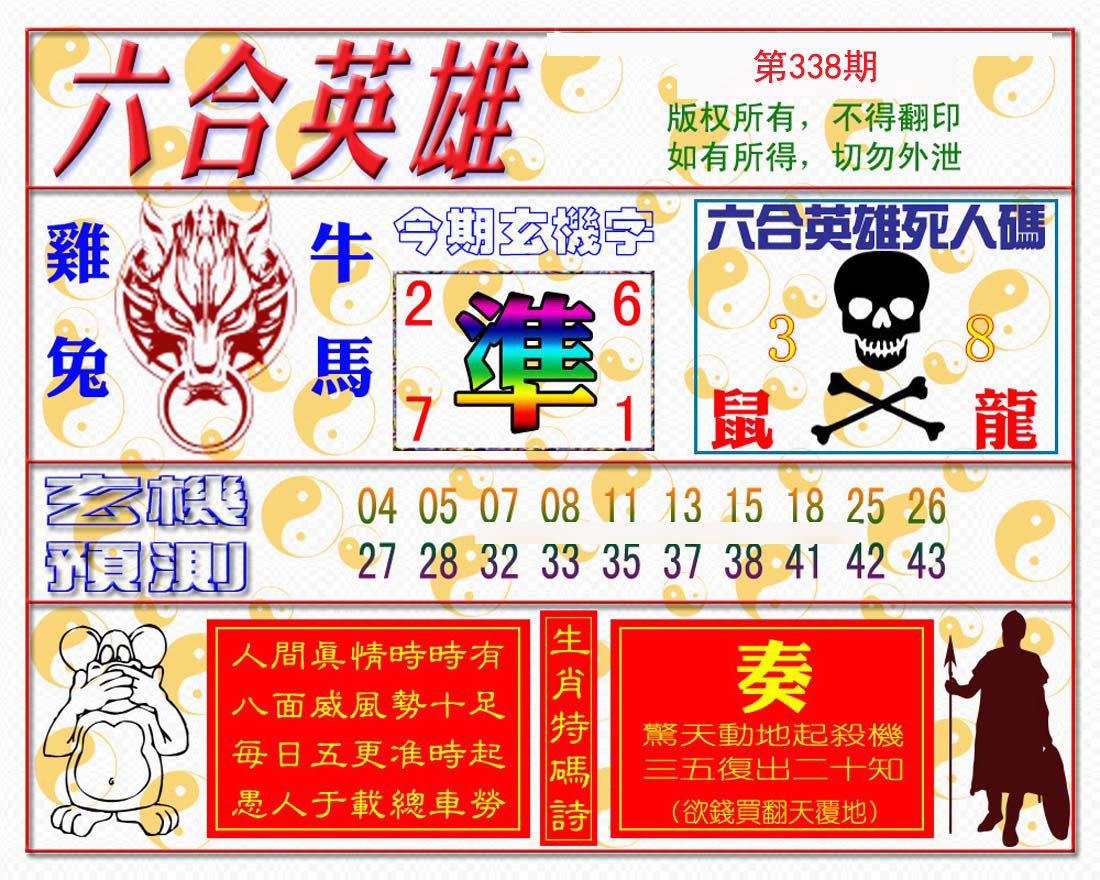 六合英雄
第338期
版权所有，不得翻印
如有所得，切勿外泄
雞
牛
兔
馬
今期玄機字
2
6
準
7
1
六合英雄死人碼
3
8
鼠
龍
玄機
預測
04 05 07 08 11 13 15 18 25 26
27 28 32 33 35 37 38 41 42 43
人間眞情時時有
八面威風勢十足
每日五更准時起
愚人于載總車勞
生肖特碼詩
奏
驚天動地起殺機
三五復出二十知
（欲錢買翻天覆地）